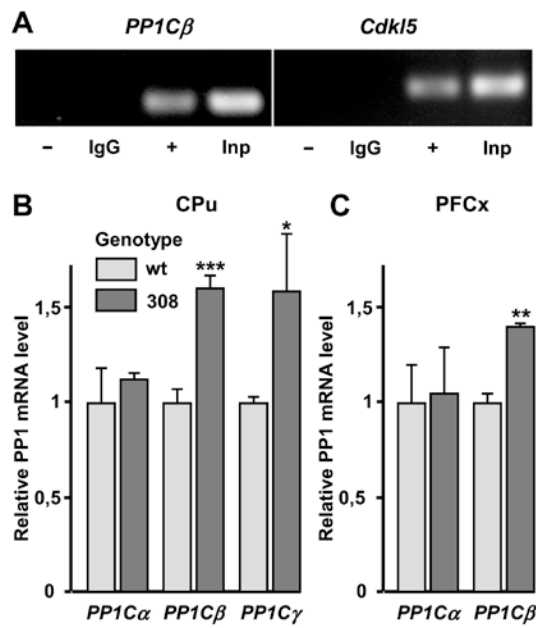 A
PP1Cβ Cdkl5
– IgG + Inp – IgG + Inp
B CPu
Genotype
wt
308
Relative PP1 mRNA level
1,5
1
0,5
0
*** *
PP1Cα PP1Cβ PP1Cγ
C PFCx
Relative PP1 mRNA level
1,5
1
0,5
0
**
PP1Cα PP1Cβ